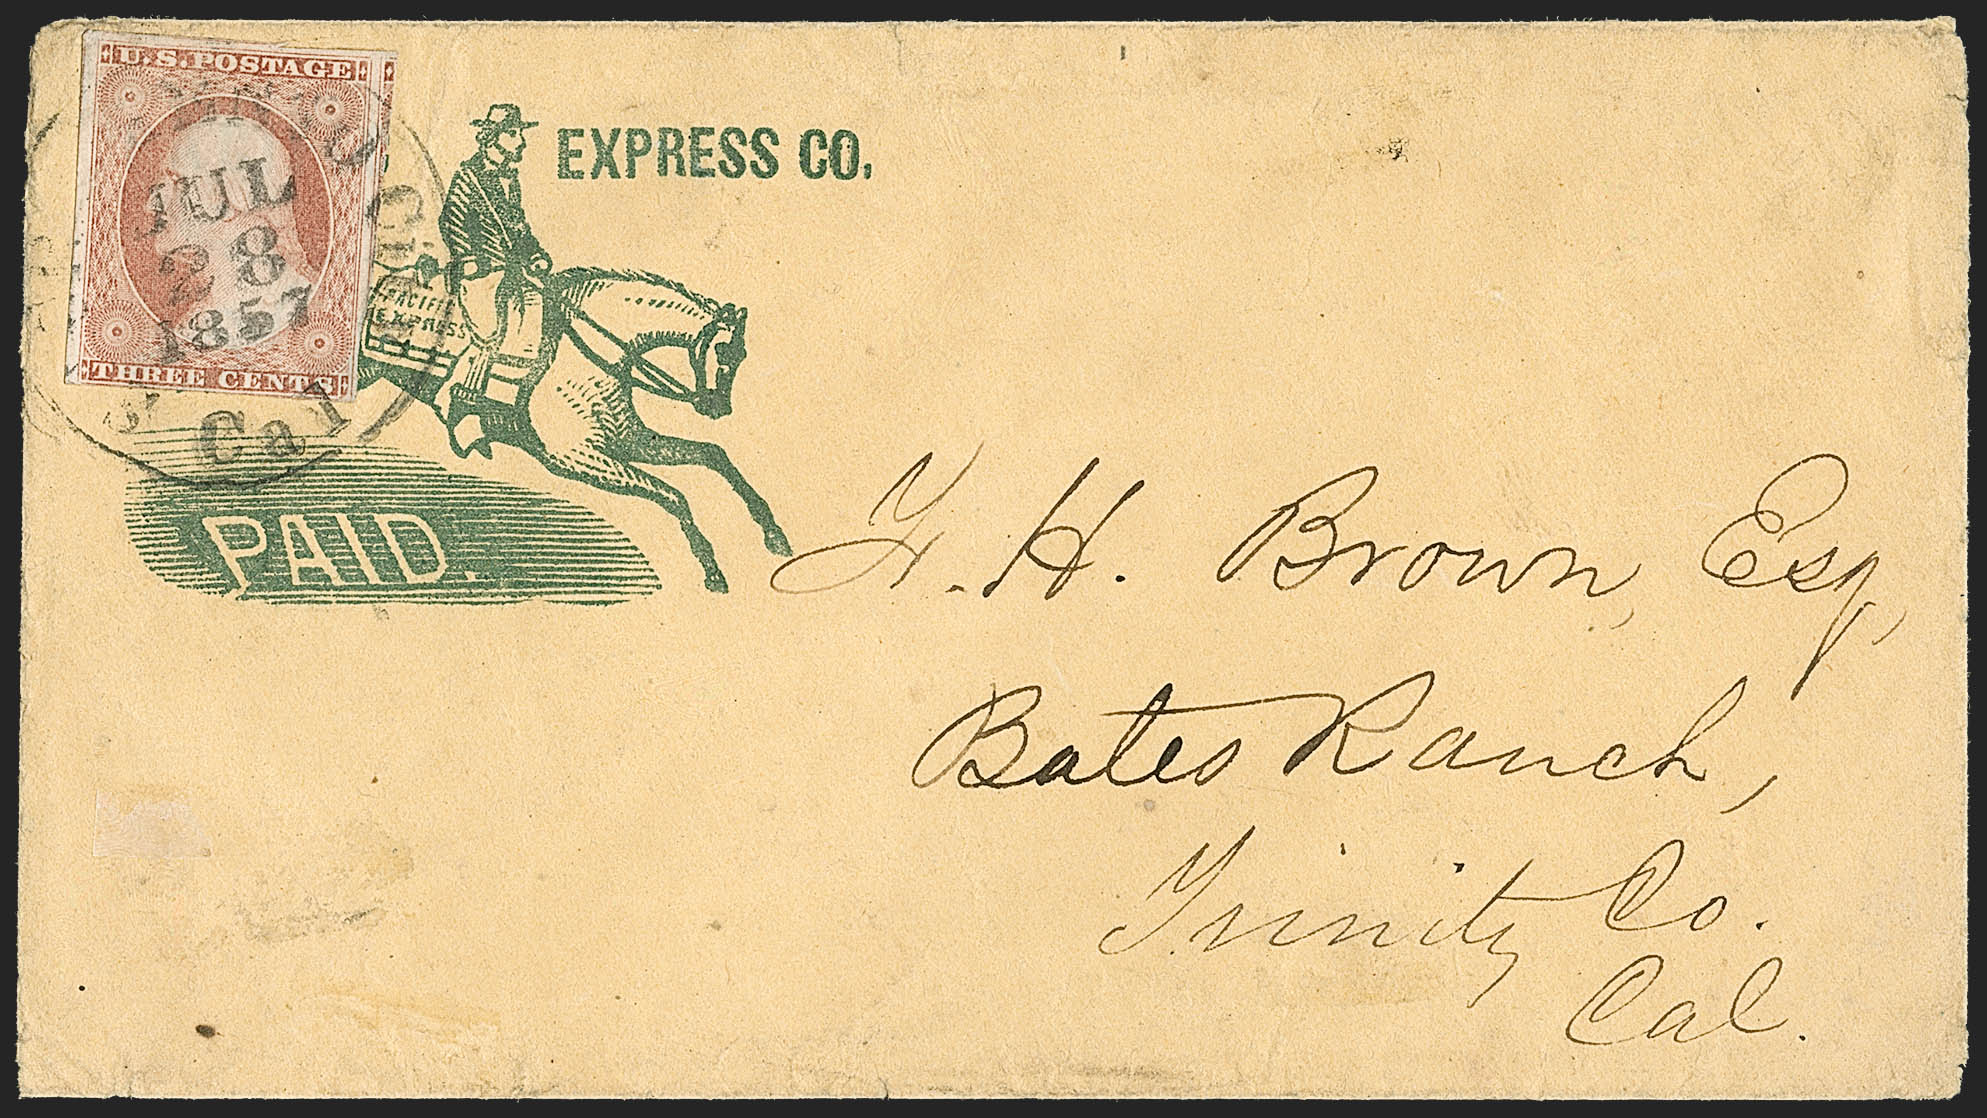 U.S. POSTAGE
JUL
28
1857
THREE CENTS
Cal
EXPRESS CO.
PACIFIC
EXPRESS
PAID.
F. H. Brown, Esq,
Bates Ranch,
Trinity Co.
Cal.